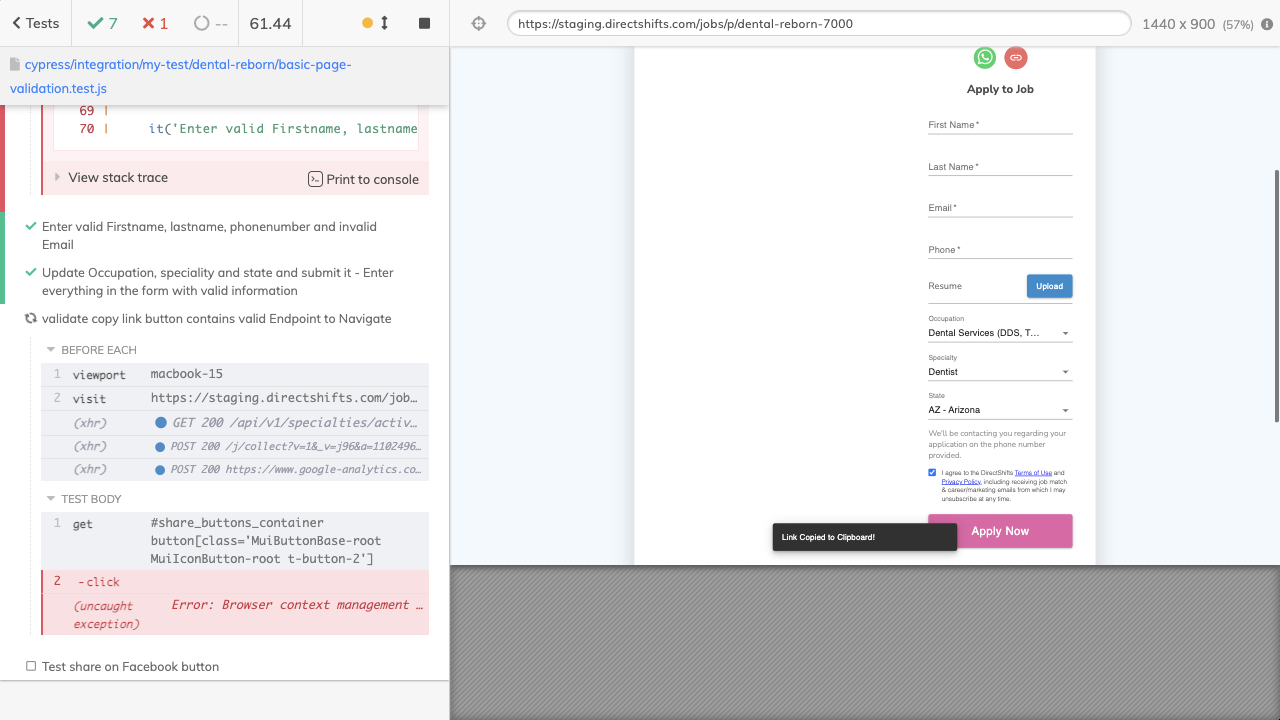 Tests
7
1
--
61.44
https://staging.directshifts.com/jobs/p/dental-reborn-7000
1440 x 900 (57%)
cypress/integration/my-test/dental-reborn/basic-page-
validation.test.js
69 |
70 | it('Enter valid Firstname, lastname
View stack trace
Print to console
Enter valid Firstname, lastname, phonenumber and invalid
Email
Update Occupation, speciality and state and submit it - Enter
everything in the form with valid information
validate copy link button contains valid Endpoint to Navigate
BEFORE EACH
1 viewport macbook-15
2 visit https://staging.directshifts.com/job…
(xhr) GET 200 /api/v1/specialties?activ…
(xhr) POST 200 /j/collect?v=1&_v=j96&a=1102496…
(xhr) POST 200 https://www.google-analytics.co…
TEST BODY
1 get #share_buttons_container
button[class='MuiButtonBase-root
MuiIconButton-root t-button-2']
2 -click
(uncaught Error: Browser context management …
exception)
Test share on Facebook button
Apply to Job
First Name *
Last Name *
Email *
Phone *
Resume
Upload
Occupation
Dental Services (DDS, T...
Specialty
Dentist
State
AZ - Arizona
We'll be contacting you regarding your
application on the phone number
provided.
I agree to the DirectShifts Terms of Use and
Privacy Policy, including receiving job match
& career/marketing emails from which I may
unsubscribe at any time.
Apply Now
Link Copied to Clipboard!